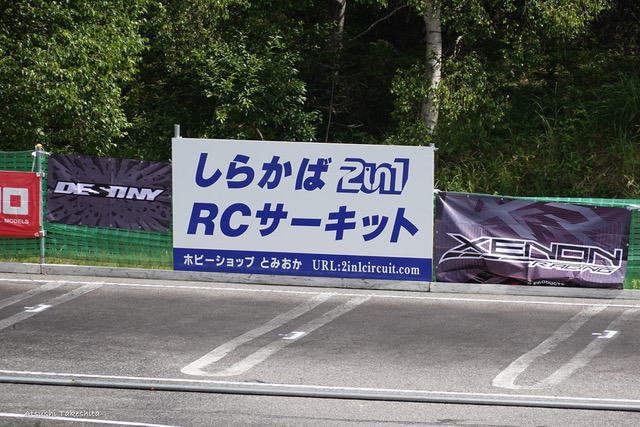 しらかば 2in1
RCサーキット
ホビーショップ とみおか URL:2in1circuit.com
DESTINY
MODELS
XENON
RACING
PRODUCTS
Atsushi Takeshita